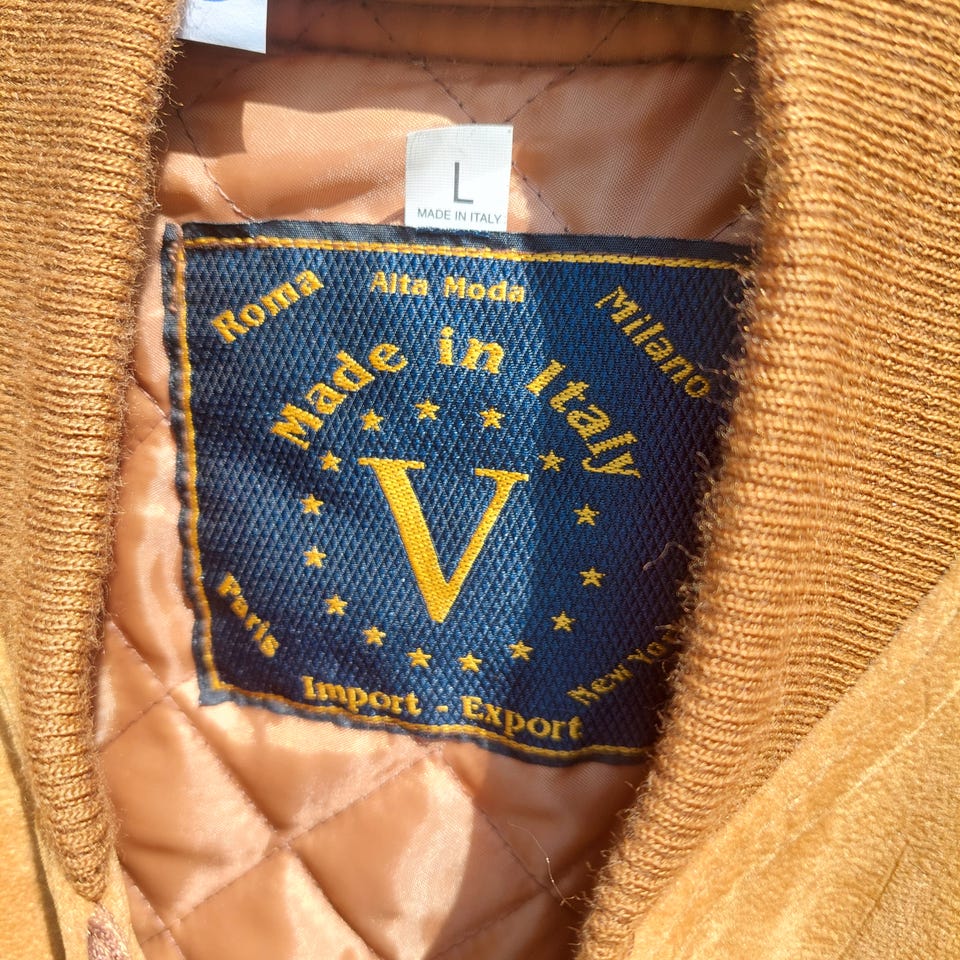 L
MADE IN ITALY
Roma
Alta Moda
Milano
Made in Italy
V
Paris
New York
Import - Export